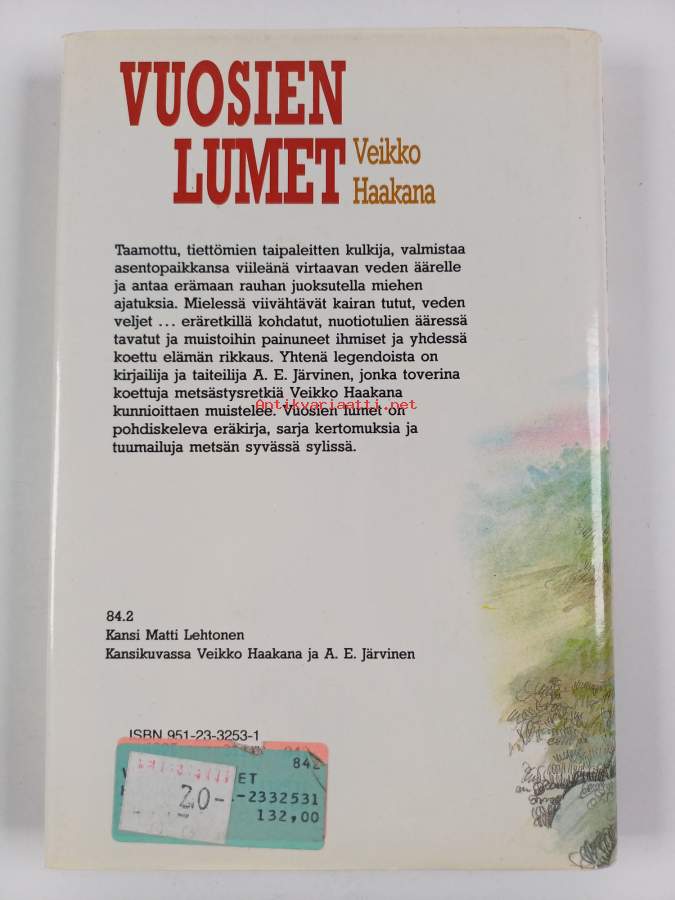 VUOSIEN
LUMET
Veikko
Haakana
Taamottu, tiettömien taipaleitten kulkija, valmistaa
asentopaikkansa viileänä virtaavan veden äärelle
ja antaa erämaan rauhan juoksutella miehen
ajatuksia. Mielessä viivähtävät kairan tutut, veden
veljet ... eräretkillä kohdatut, nuotiotulien ääressä
tavatut ja muistoihin painuneet ihmiset ja yhdessä
koettu elämän rikkaus. Yhtenä legendoista on
kirjailija ja taiteilija A. E. Järvinen, jonka toverina
koettuja metsästysretkiä Veikko Haakana
Antikvariaatti.net
kunnioittaen muistelee. Vuosien lumet on
pohdiskeleva eräkirja, sarja kertomuksia ja
tuumailuja metsän syvässä sylissä.
84.2
Kansi Matti Lehtonen
Kansikuvassa Veikko Haakana ja A. E. Järvinen
ISBN 951-23-3253-1
842
ET
20-
-2332531
132,00